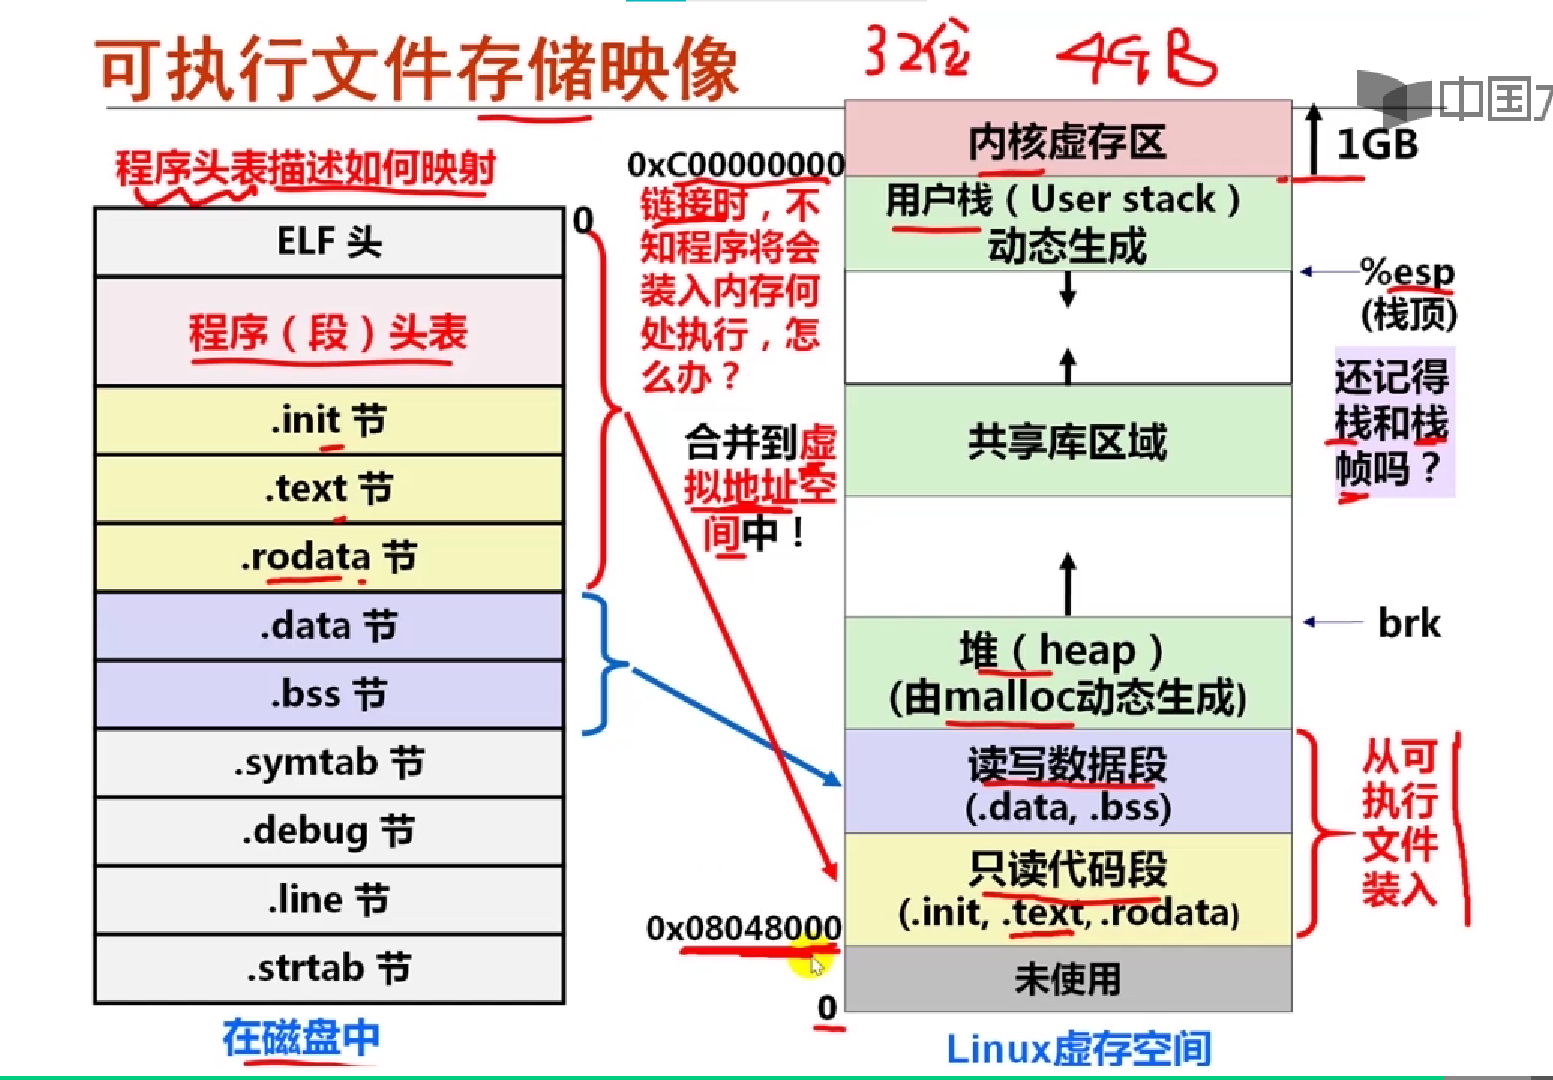 可执行文件存储映像
32位 4GB
中国
程序头表描述如何映射
0
ELF 头
程序（段）头表
.init 节
.text 节
.rodata 节
.data 节
.bss 节
.symtab 节
.debug 节
.line 节
.strtab 节
在磁盘中
0xC00000000
链接时，不
知程序将会
装入内存何
处执行，怎
么办？
合并到虚
拟地址空
间中！
0x08048000
0
内核虚存区
用户栈（User stack）
动态生成
共享库区域
堆（heap）
(由malloc动态生成)
读写数据段
(.data, .bss)
只读代码段
(.init, .text, .rodata)
未使用
Linux虚存空间
1GB
%esp
(栈顶)
还记得
栈和栈
帧吗？
brk
从可
执行
文件
装入